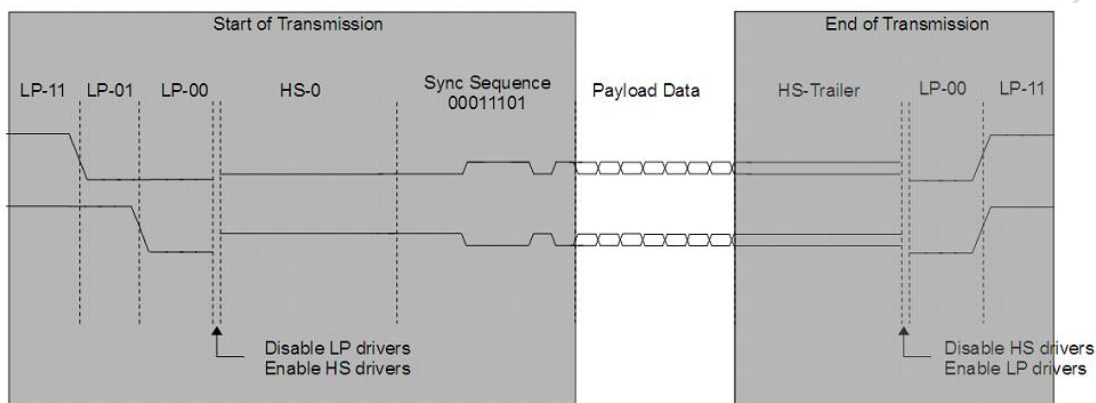 Start of Transmission
End of Transmission
LP-11 LP-01 LP-00 HS-0 Sync Sequence
00011101
Payload Data HS-Trailer LP-00 LP-11
Disable LP drivers
Enable HS drivers
Disable HS drivers
Enable LP drivers